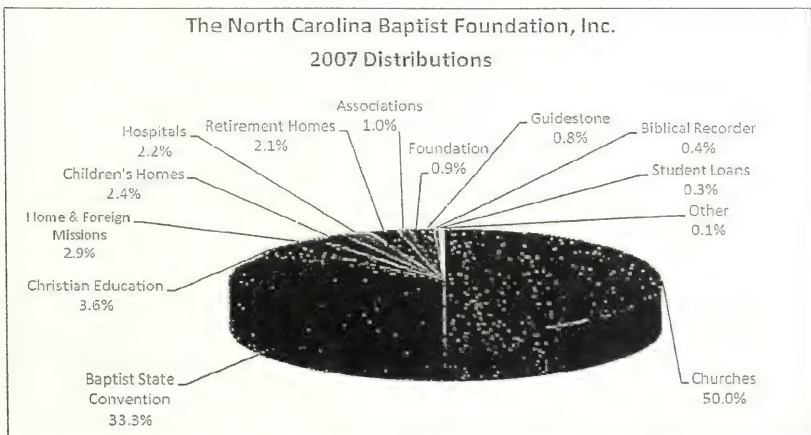 The North Carolina Baptist Foundation, Inc.
2007 Distributions
Associations
1.0%
Guidestone
0.8%
Hospitals
2.2%
Retirement Homes
2.1%
Foundation
0.9%
Biblical Recorder
0.4%
Children's Homes
2.4%
Student Loans
0.3%
Home & Foreign
Missions
2.9%
Other
0.1%
Christian Education
3.6%
Baptist State
Convention
33.3%
Churches
50.0%